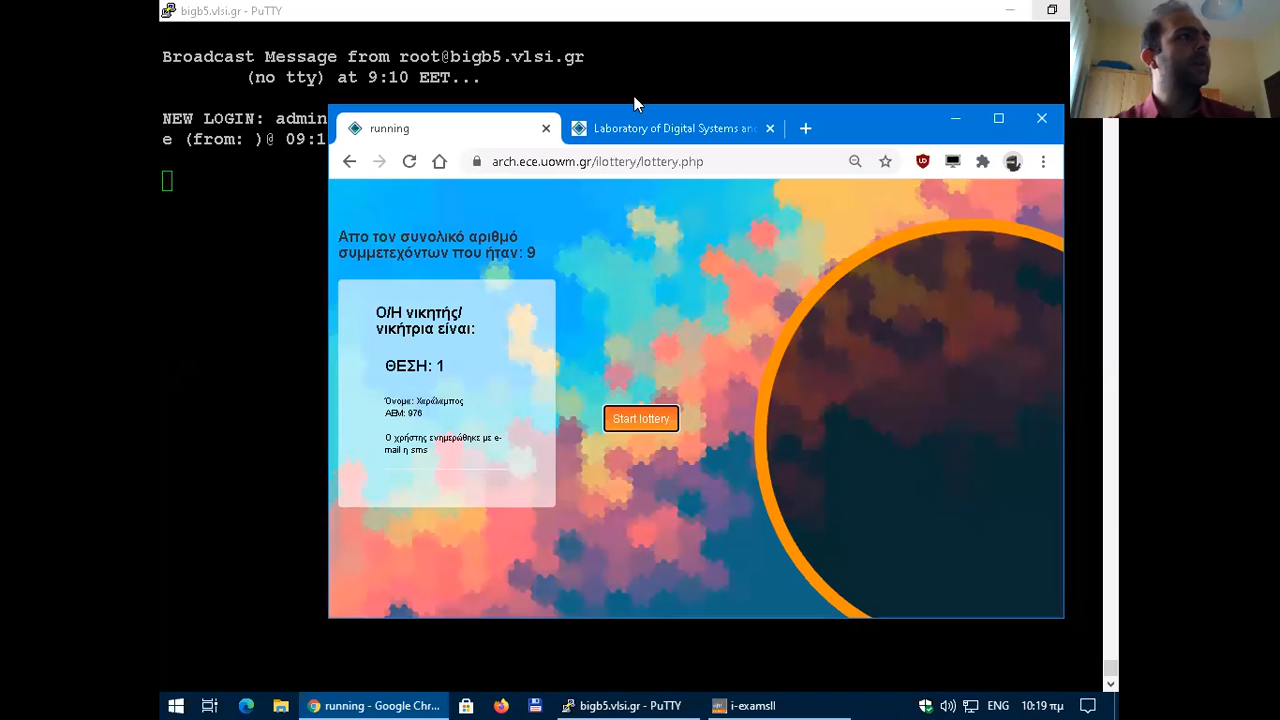 bigb5.vlsi.gr - PuTTY
Broadcast Message from root@bigb5.vlsi.gr
(no tty) at 9:10 EET...
NEW LOGIN: admin
e (from: )@ 09:1
running
Laboratory of Digital Systems and
arch.ece.uowm.gr/ilottery/lottery.php
Απο τον συνολικό αριθμό
συμμετεχόντων που ήταν: 9
Ο/Η νικητής/
νικήτρια είναι:
ΘΕΣΗ: 1
Όνομα: Χαράλαμπος
ΑΕΜ: 976
Ο χρήστης ενημερώθηκε με e-
mail η sms
Start lottery
running - Google Chr...
bigb5.vlsi.gr - PuTTY
i-examsll
ENG
10:19 πμ